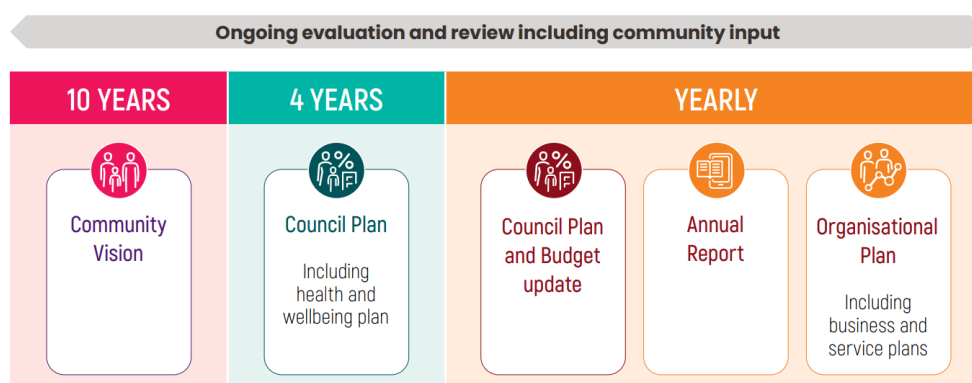 Ongoing evaluation and review including community input
10 YEARS
4 YEARS
YEARLY
Community
Vision
Council Plan
Including
health and
wellbeing plan
Council Plan
and Budget
update
Annual
Report
Organisational
Plan
Including
business and
service plans